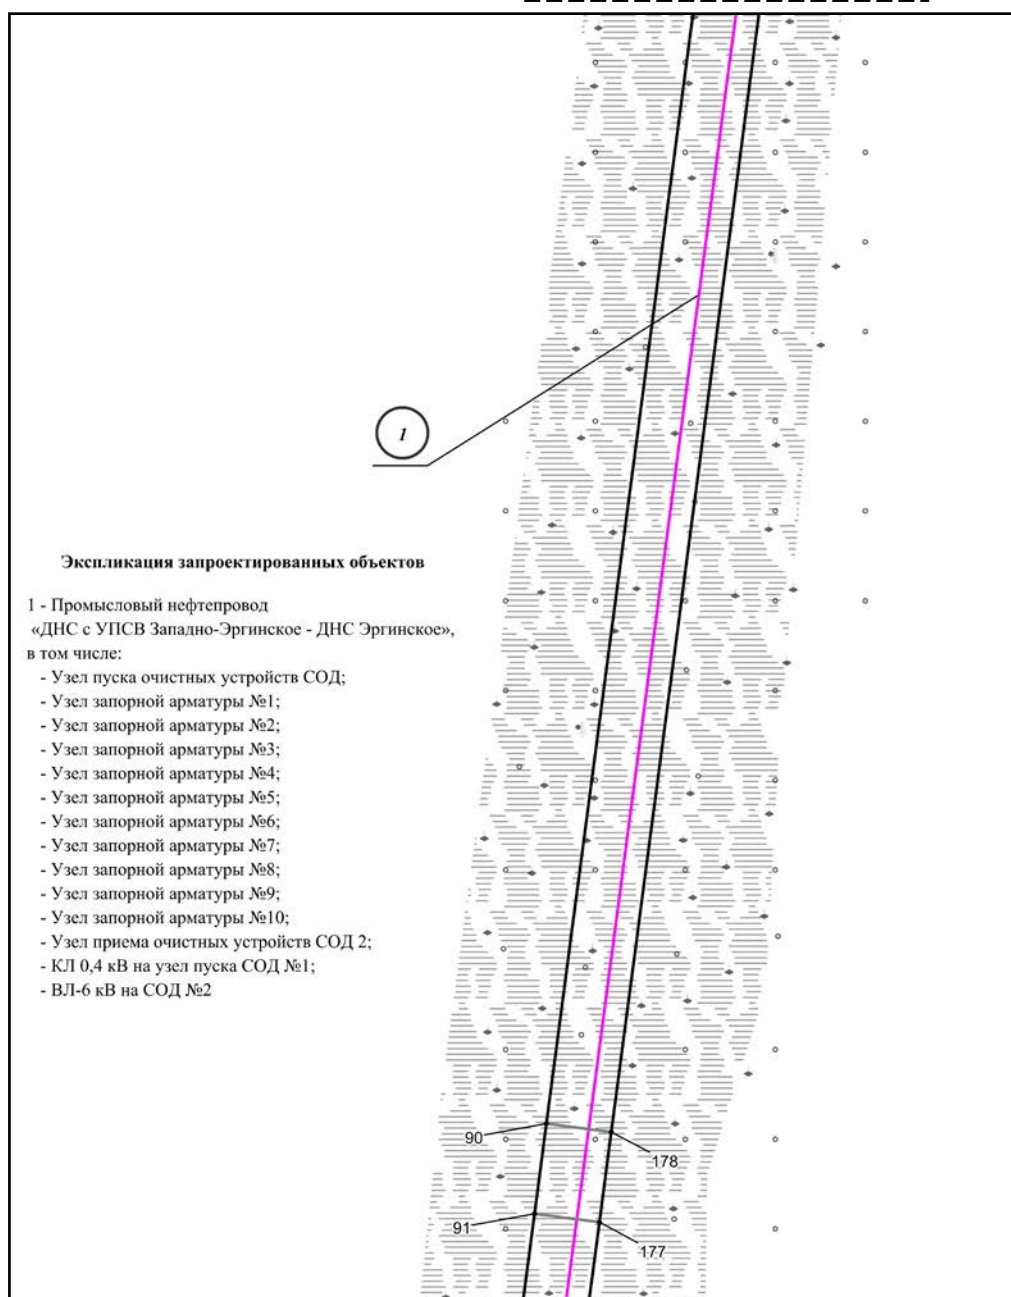 1
Экспликация запроектированных объектов
1 - Промысловый нефтепровод
«ДНС с УПСВ Западно-Эргинское - ДНС Эргинское»,
в том числе:
- Узел пуска очистных устройств СОД;
- Узел запорной арматуры №1;
- Узел запорной арматуры №2;
- Узел запорной арматуры №3;
- Узел запорной арматуры №4;
- Узел запорной арматуры №5;
- Узел запорной арматуры №6;
- Узел запорной арматуры №7;
- Узел запорной арматуры №8;
- Узел запорной арматуры №9;
- Узел запорной арматуры №10;
- Узел приема очистных устройств СОД 2;
- КЛ 0,4 кВ на узел пуска СОД №1;
- ВЛ-6 кВ на СОД №2
90
178
91
177